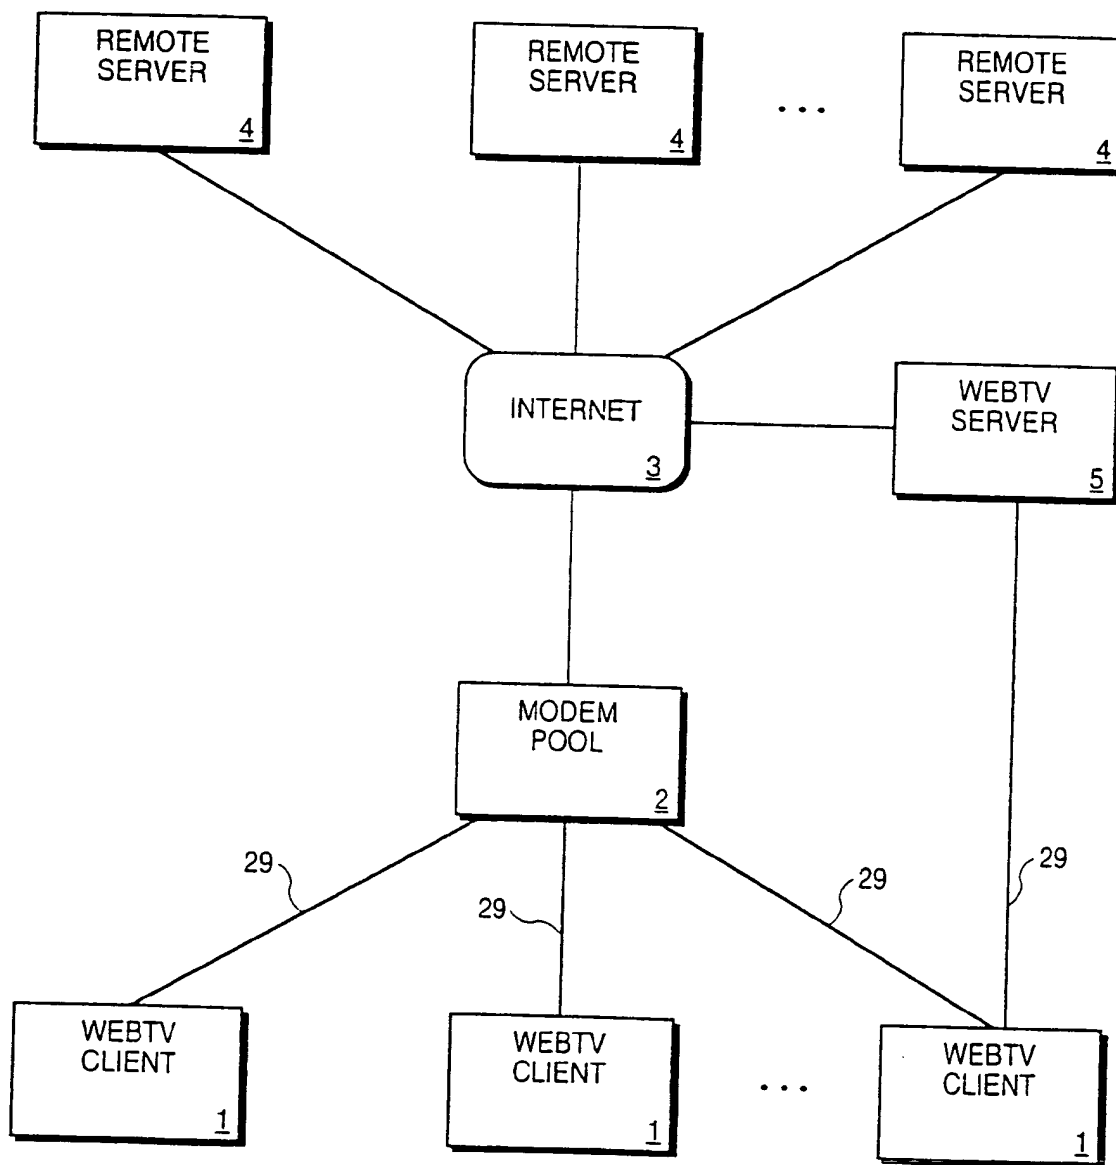 REMOTE
SERVER
4
REMOTE
SERVER
4
...
REMOTE
SERVER
4
INTERNET
3
WEBTV
SERVER
5
MODEM
POOL
2
29
29
29
29
WEBTV
CLIENT
1
WEBTV
CLIENT
1
...
WEBTV
CLIENT
1